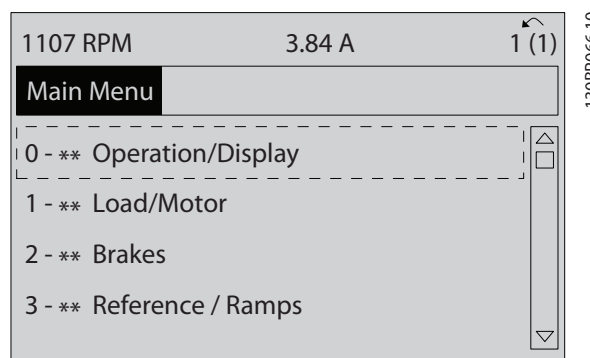 1107 RPM 3.84 A 1 (1)
Main Menu
0 - ** Operation/Display
1 - ** Load/Motor
2 - ** Brakes
3 - ** Reference / Ramps